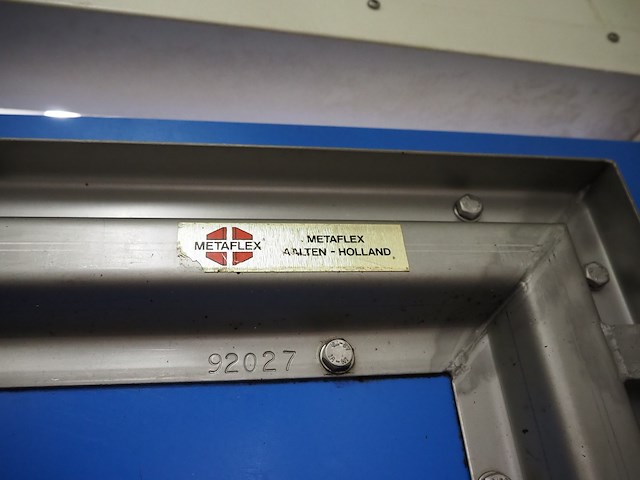 METAFLEX
METAFLEX
AALTEN - HOLLAND
92027